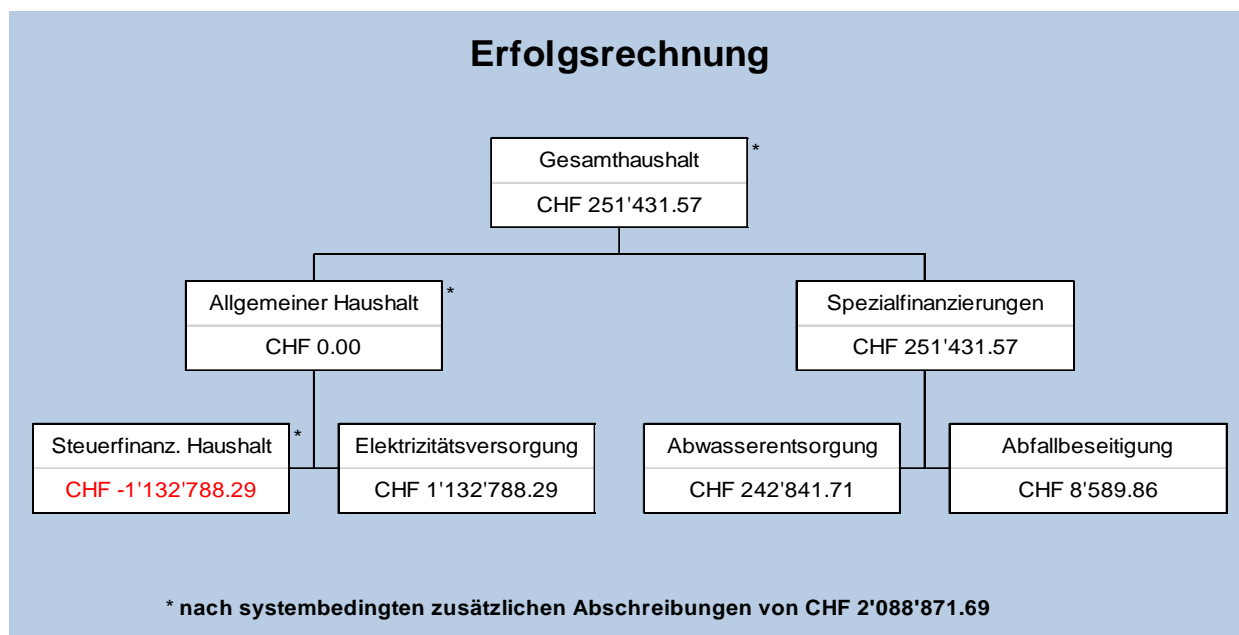 Erfolgsrechnung
Gesamthaushalt *
CHF 251'431.57
Allgemeiner Haushalt *
CHF 0.00
Spezialfinanzierungen
CHF 251'431.57
Steuerfinanz. Haushalt *
CHF -1'132'788.29
Elektrizitätsversorgung
CHF 1'132'788.29
Abwasserentsorgung
CHF 242'841.71
Abfallbeseitigung
CHF 8'589.86
* nach systembedingten zusätzlichen Abschreibungen von CHF 2'088'871.69